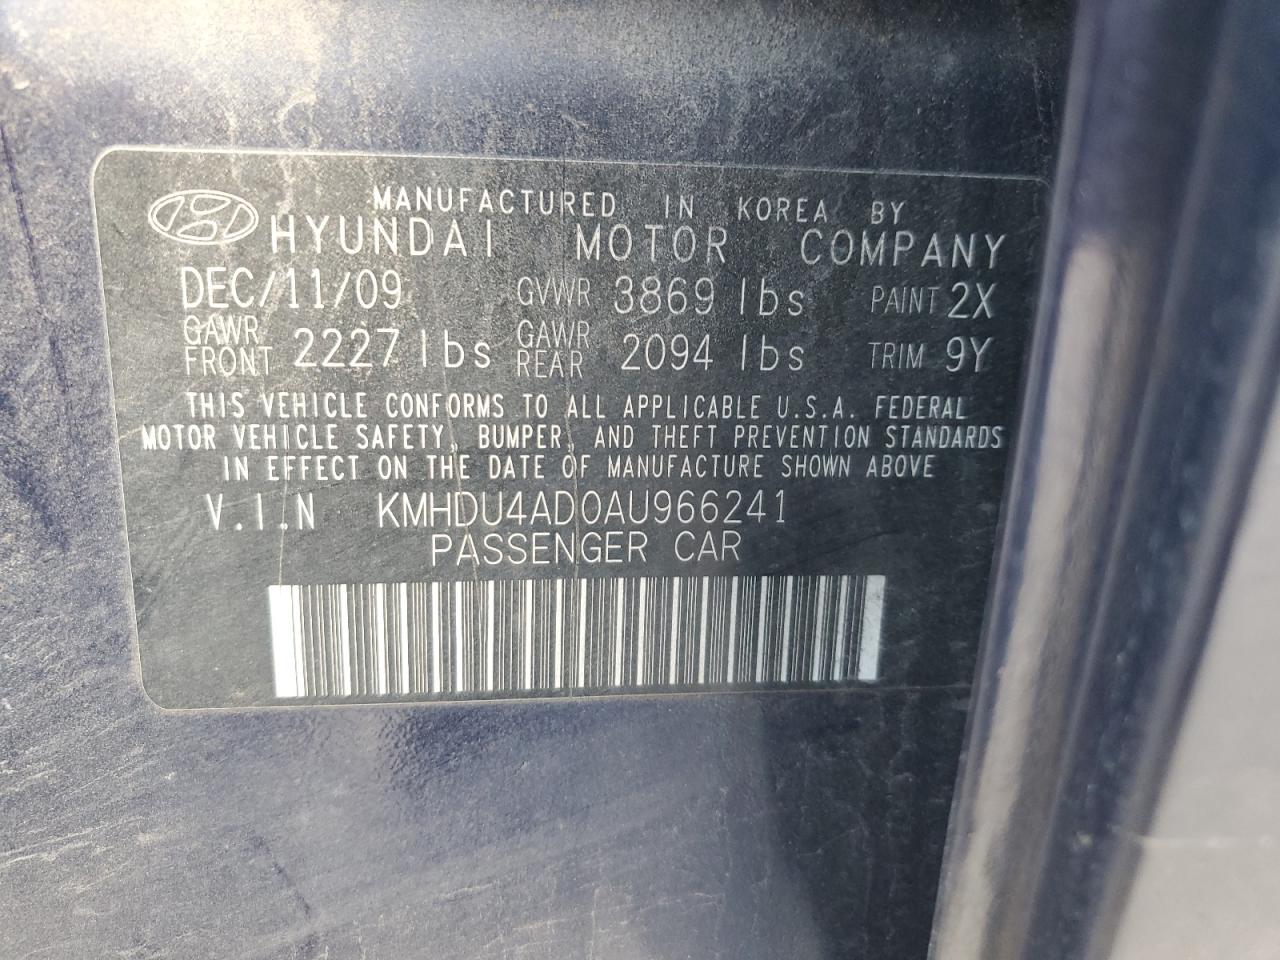 MANUFACTURED IN KOREA BY
HYUNDAI MOTOR COMPANY
DEC/11/09 GVWR 3869 lbs PAINT 2X
GAWR FRONT 2227 lbs GAWR REAR 2094 lbs TRIM 9Y
THIS VEHICLE CONFORMS TO ALL APPLICABLE U.S.A. FEDERAL
MOTOR VEHICLE SAFETY, BUMPER, AND THEFT PREVENTION STANDARDS
IN EFFECT ON THE DATE OF MANUFACTURE SHOWN ABOVE
V.I.N KMHDU4AD0AU966241
PASSENGER CAR